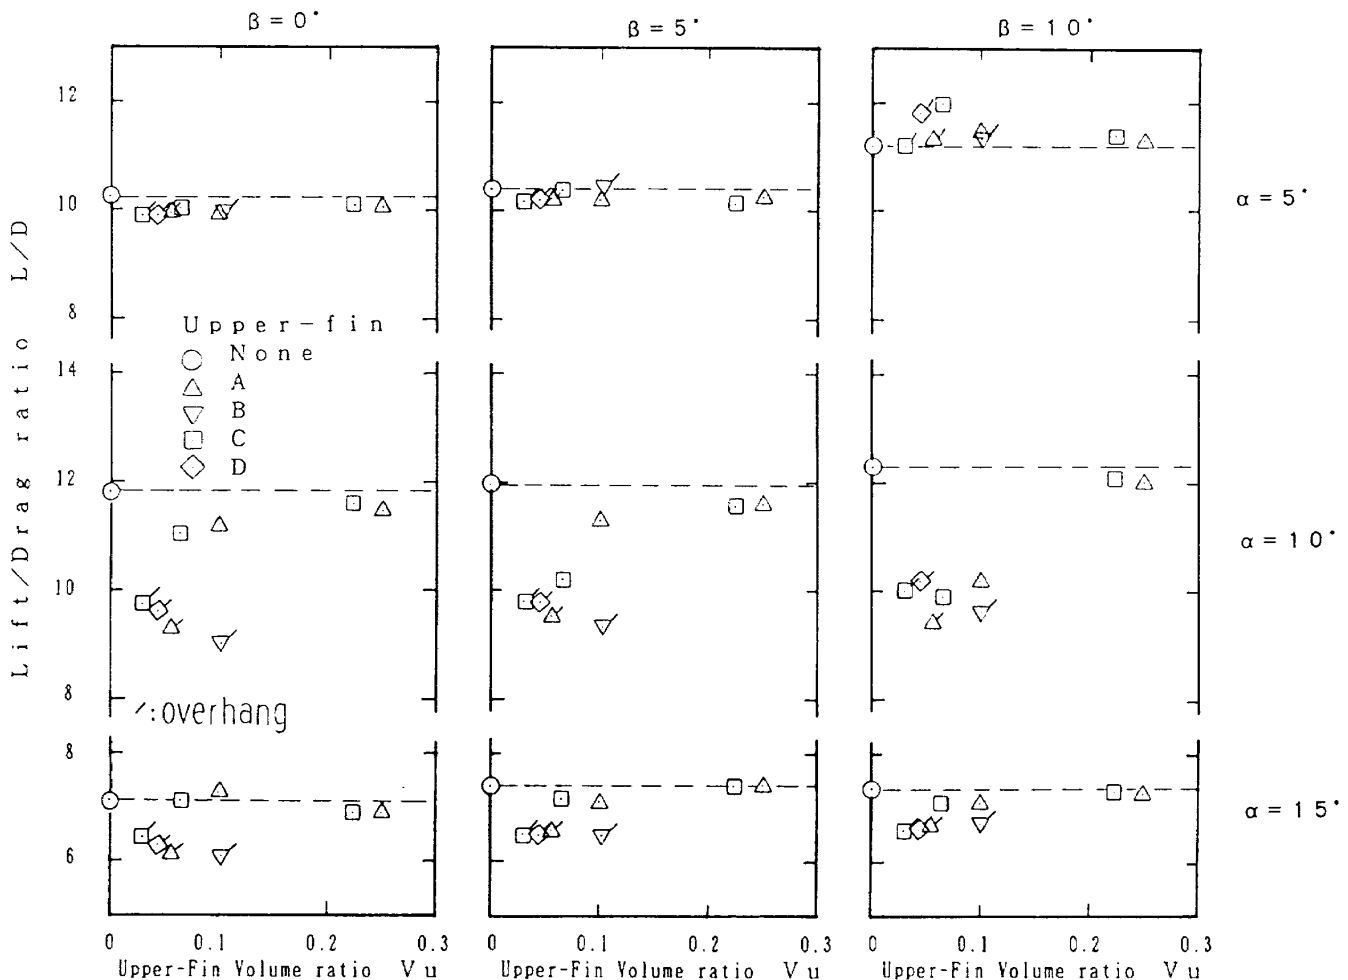 β = 0°
β = 5°
β = 10°
Lift/Drag ratio L/D
12
10
8
Upper-fin
None
A
B
C
D
14
12
10
8
/:overhang
8
6
α = 5°
α = 10°
α = 15°
0 0.1 0.2 0.3
Upper-Fin Volume ratio Vu
0 0.1 0.2 0.3
Upper-Fin Volume ratio Vu
0 0.1 0.2 0.3
Upper-Fin Volume ratio Vu